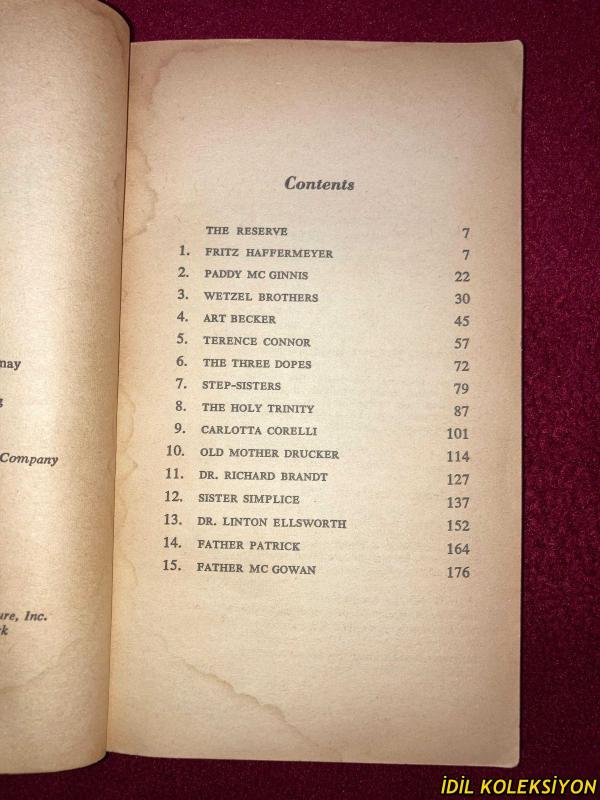 may
Company
Inc.
Contents
THE RESERVE 7
1. FRITZ HAFFERMEYER 7
2. PADDY MC GINNIS 22
3. WETZEL BROTHERS 30
4. ART BECKER 45
5. TERENCE CONNOR 57
6. THE THREE DOPES 72
7. STEP-SISTERS 79
8. THE HOLY TRINITY 87
9. CARLOTTA CORELLI 101
10. OLD MOTHER DRUCKER 114
11. DR. RICHARD BRANDT 127
12. SISTER SIMPLICE 137
13. DR. LINTON ELLSWORTH 152
14. FATHER PATRICK 164
15. FATHER MC GOWAN 176
İDİL KOLEKSİYON